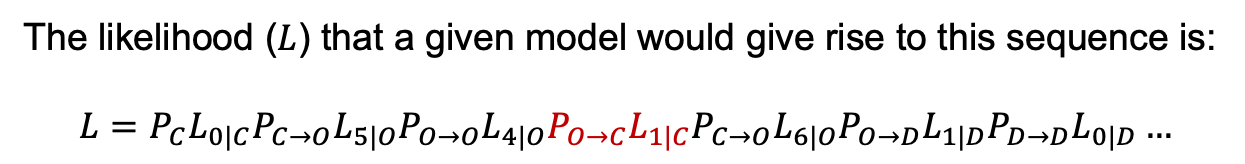 The likelihood (L) that a given model would give rise to this sequence is:
L = P_C L_{0|C} P_{C→O} L_{5|O} P_{O→O} L_{4|O} P_{O→C} L_{1|C} P_{C→O} L_{6|O} P_{O→D} L_{1|D} P_{D→D} L_{0|D} ...